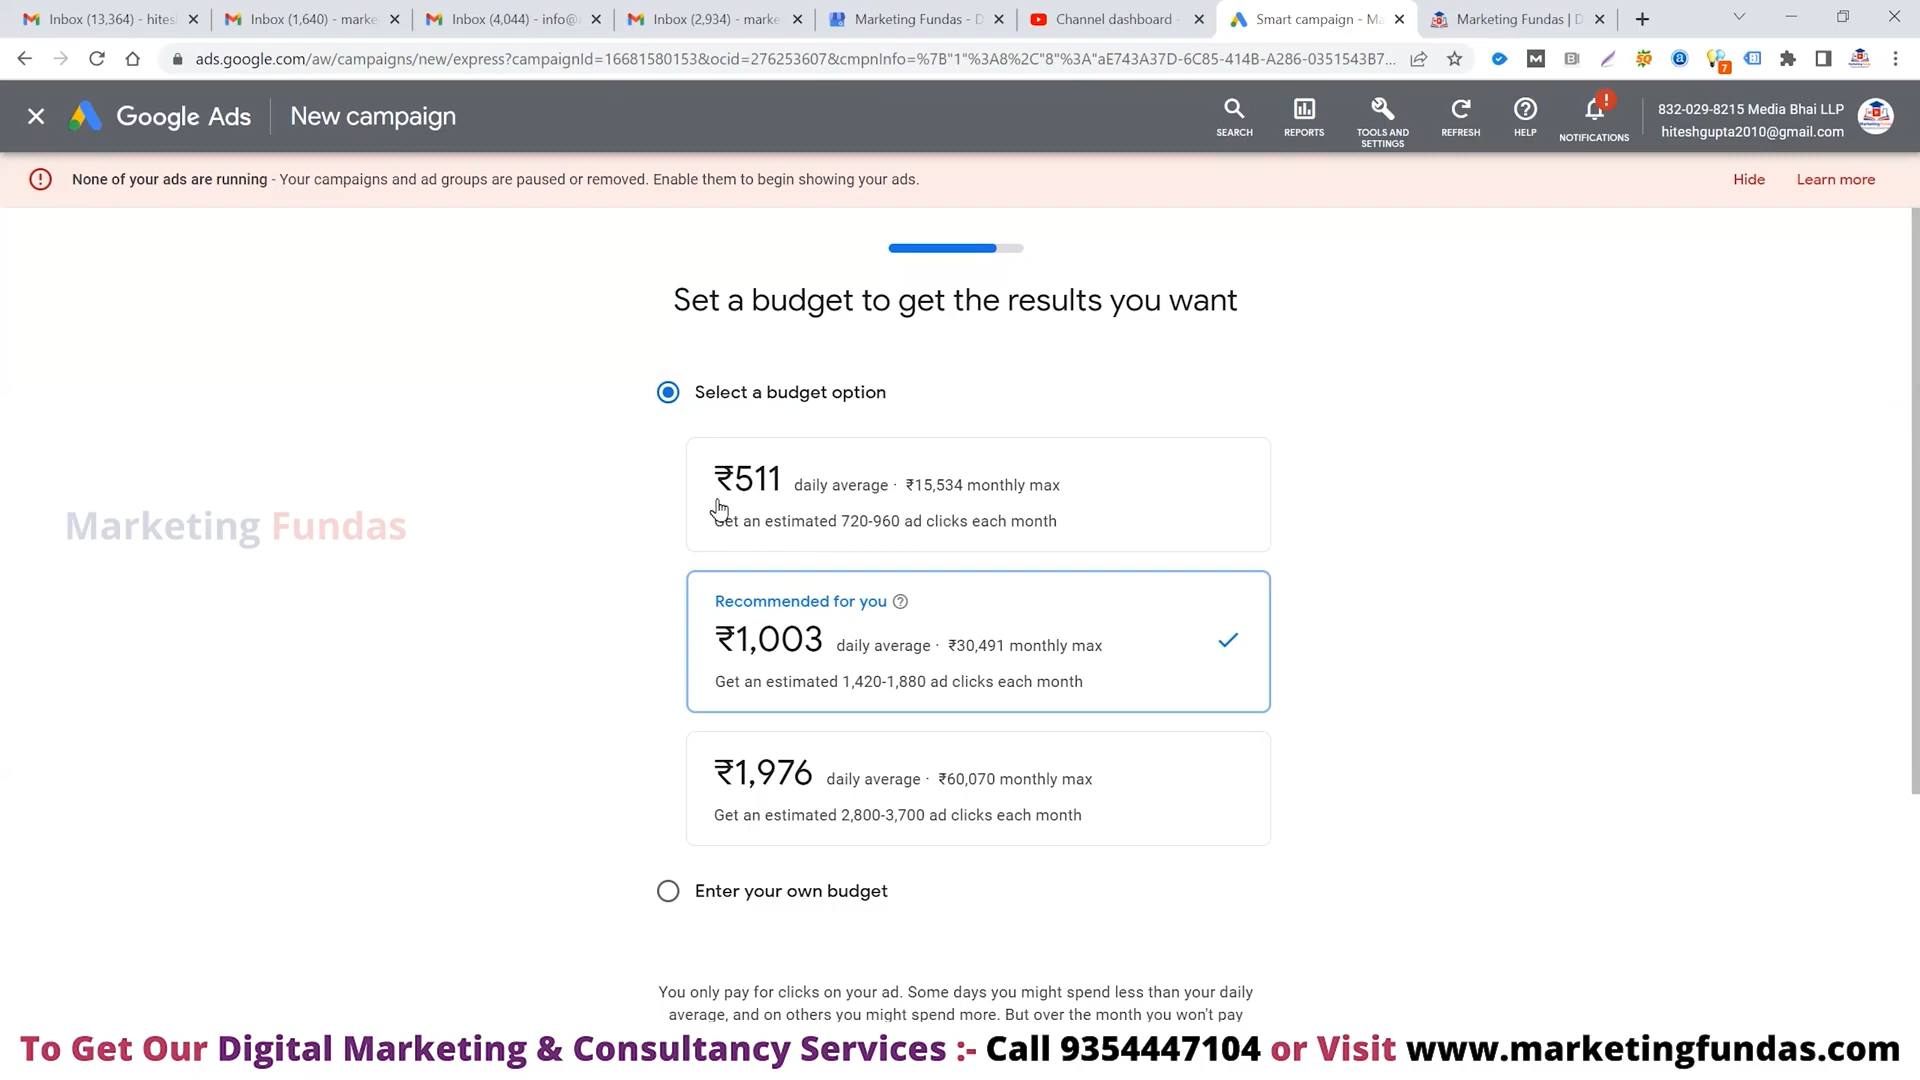 Inbox (13,364) - hites
Inbox (1,640) - marke
Inbox (4,044) - info@
Inbox (2,934) - marke
Marketing Fundas - D
Channel dashboard -
Smart campaign - Ma
Marketing Fundas | D
ads.google.com/aw/campaigns/new/express?campaignId=16681580153&ocid=276253607&cmpnInfo=%7B"1"%3A8%2C"8"%3A"aE743A37D-6C85-414B-A286-0351543B7...
7
Google Ads
New campaign
SEARCH
REPORTS
TOOLS AND
SETTINGS
REFRESH
HELP
NOTIFICATIONS
832-029-8215 Media Bhai LLP
hiteshgupta2010@gmail.com
None of your ads are running - Your campaigns and ad groups are paused or removed. Enable them to begin showing your ads.
Hide
Learn more
Set a budget to get the results you want
Select a budget option
₹511 daily average · ₹15,534 monthly max
Get an estimated 720-960 ad clicks each month
Marketing Fundas
Recommended for you
₹1,003 daily average · ₹30,491 monthly max
Get an estimated 1,420-1,880 ad clicks each month
₹1,976 daily average · ₹60,070 monthly max
Get an estimated 2,800-3,700 ad clicks each month
Enter your own budget
You only pay for clicks on your ad. Some days you might spend less than your daily
average, and on others you might spend more. But over the month you won't pay
To Get Our Digital Marketing & Consultancy Services :- Call 9354447104 or Visit www.marketingfundas.com